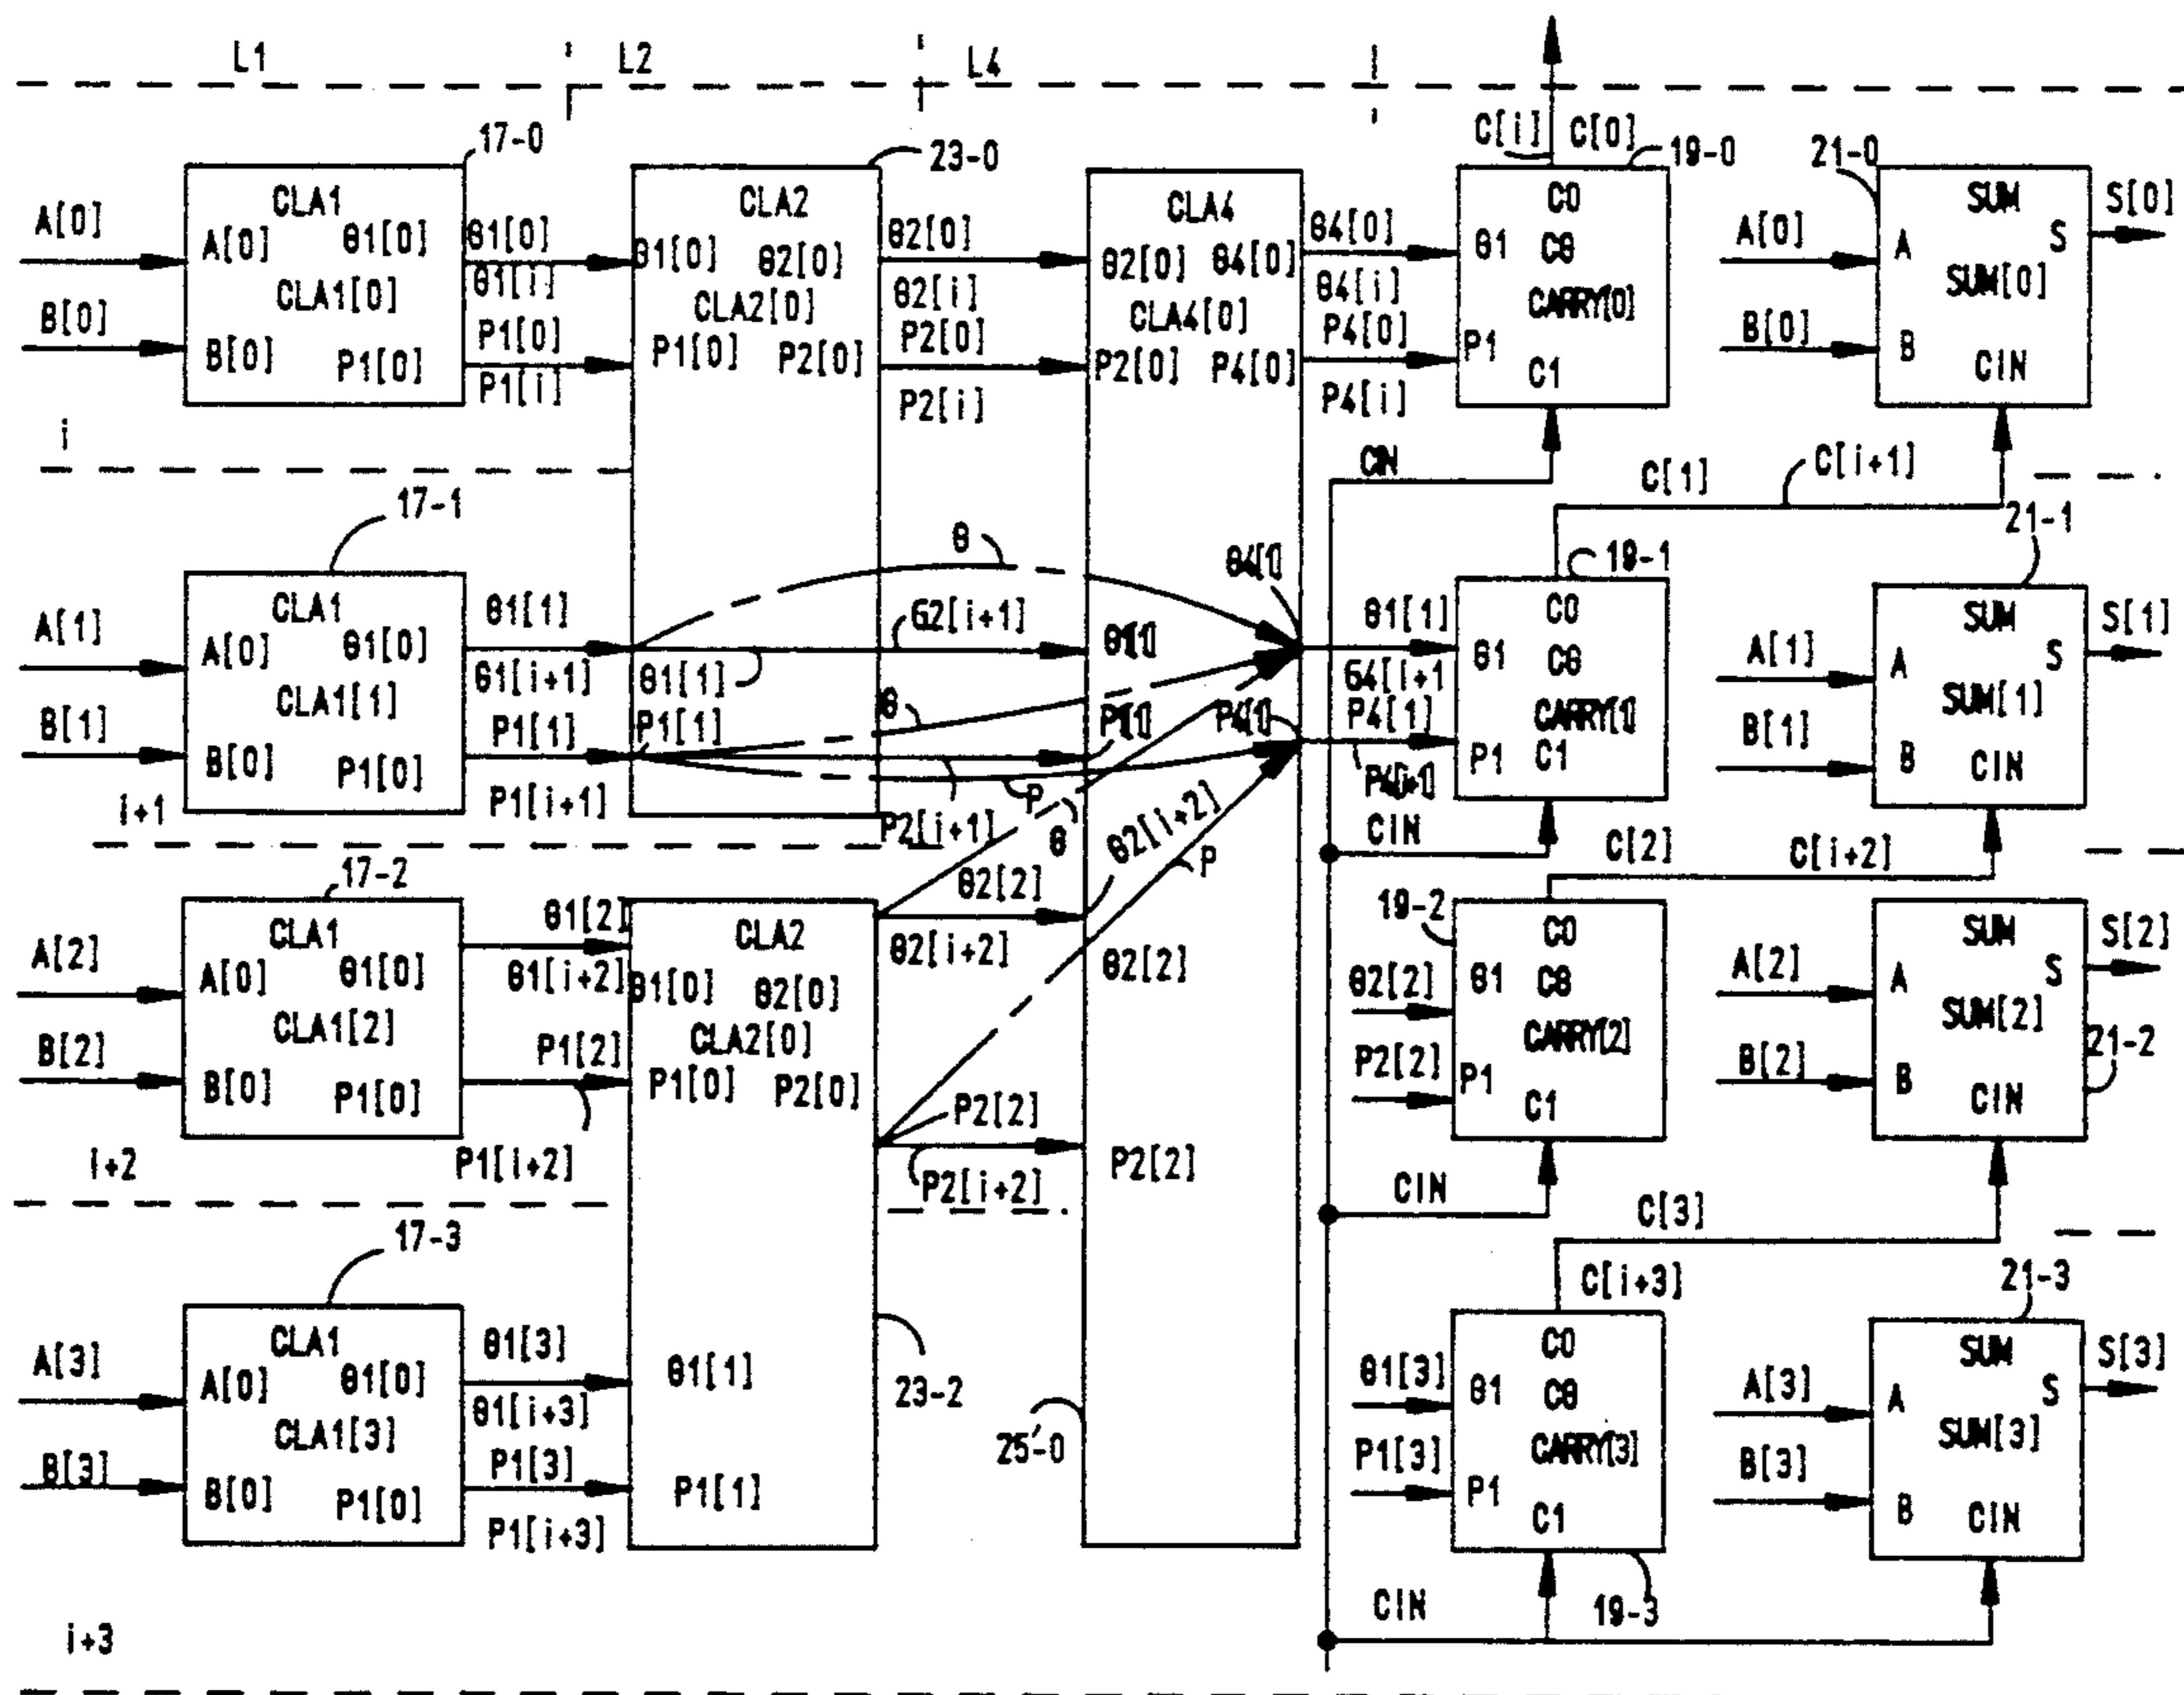 L1
L2
L4
C[i]
C[0]
17-0
23-0
19-0
21-0
A[0]
B[0]
CLA1
A[0]
G1[0]
CLA1[0]
B[0]
P1[0]
G1[0]
G1[i]
P1[0]
P1[i]
CLA2
G1[0]
G2[0]
CLA2[0]
P1[0]
P2[0]
G2[0]
G2[i]
P2[0]
P2[i]
CLA4
G2[0]
G4[0]
CLA4[0]
P2[0]
P4[0]
G4[0]
G4[i]
P4[0]
P4[i]
CO
G1
CG
CARRY[0]
P1
C1
A[0]
B[0]
SUM
A
S
SUM[0]
B
CIN
S[0]
i
CIN
C[1]
C[i+1]
17-1
G
G4[1]
19-1
21-1
A[1]
B[1]
CLA1
A[0]
G1[0]
CLA1[1]
B[0]
P1[0]
G1[1]
G1[i+1]
P1[1]
P1[i+1]
G1[1]
P1[1]
G2[i+1]
G
P
P2[i+1]
G
G1[1]
P1[1]
P4[1]
G1[1]
G4[i+1
P4[1]
P4[i+1]
CO
G1
CG
CARRY[1]
P1
C1
A[1]
B[1]
SUM
A
S
SUM[1]
B
CIN
S[1]
i+1
CIN
C[2]
C[i+2]
17-2
G2[i+2]
P
19-2
A[2]
B[2]
CLA1
A[0]
G1[0]
CLA1[2]
B[0]
P1[0]
G1[2]
G1[i+2]
P1[2]
P1[i+2]
CLA2
G1[0]
G2[0]
CLA2[0]
P1[0]
P2[0]
G2[2]
G2[i+2]
P2[2]
P2[i+2]
G2[2]
P2[2]
G2[2]
P2[2]
CO
G1
CG
CARRY[2]
P1
C1
A[2]
B[2]
SUM
A
S
SUM[2]
B
CIN
S[2]
21-2
i+2
CIN
C[3]
C[i+3]
17-3
21-3
A[3]
B[3]
CLA1
A[0]
G1[0]
CLA1[3]
B[0]
P1[0]
G1[3]
G1[i+3]
P1[3]
P1[i+3]
G1[1]
P1[1]
23-2
25-0
G1[3]
P1[3]
CO
G1
CG
CARRY[3]
P1
C1
A[3]
B[3]
SUM
A
S
SUM[3]
B
CIN
S[3]
CIN
19-3
i+3